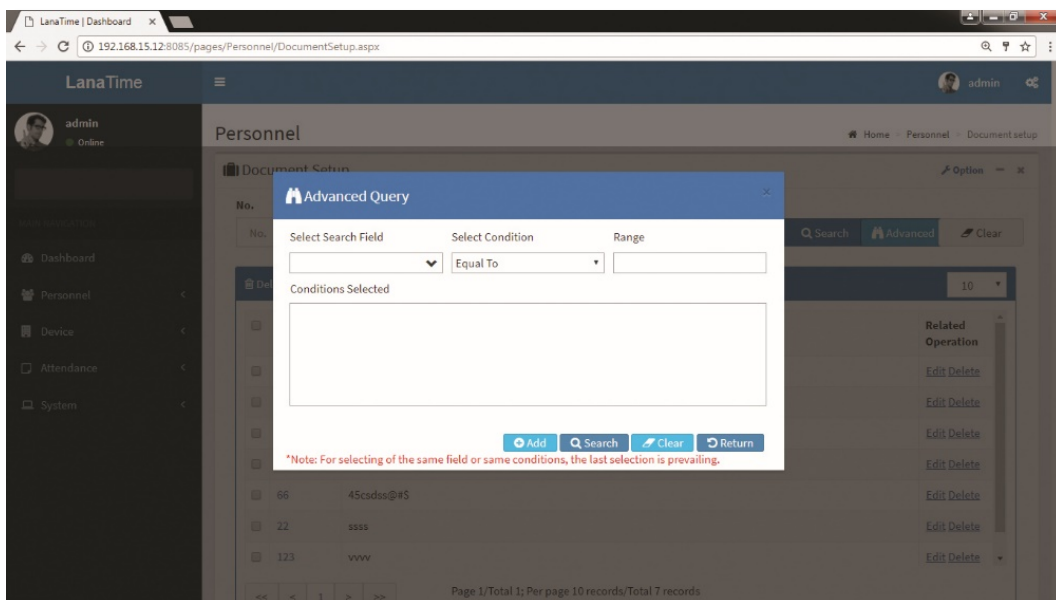 LanaTime | Dashboard
192.168.15.12:8085/pages/Personnel/DocumentSetup.aspx
LanaTime
admin
admin
Online
Personnel
Home Personnel Document setup
Document Setup
Option
No.
No.
Search Advanced Clear
MAIN NAVIGATION
Dashboard
Personnel
Device
Attendance
System
Advanced Query
Select Search Field Select Condition Range
Equal To
Conditions Selected
Add Search Clear Return
*Note: For selecting of the same field or same conditions, the last selection is prevailing.
Del
10
Related
Operation
Edit Delete
Edit Delete
Edit Delete
Edit Delete
66 45csdss@#$ Edit Delete
22 ssss Edit Delete
123 vvvv Edit Delete
<< < 1 > >> Page 1/Total 1; Per page 10 records/Total 7 records